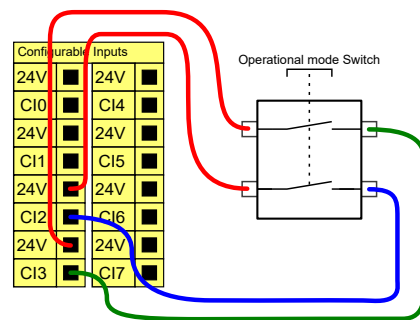 Configurable Inputs
Operational mode Switch
24V 24V
CI0 CI4
24V 24V
CI1 CI5
24V 24V
CI2 CI6
24V 24V
CI3 CI7